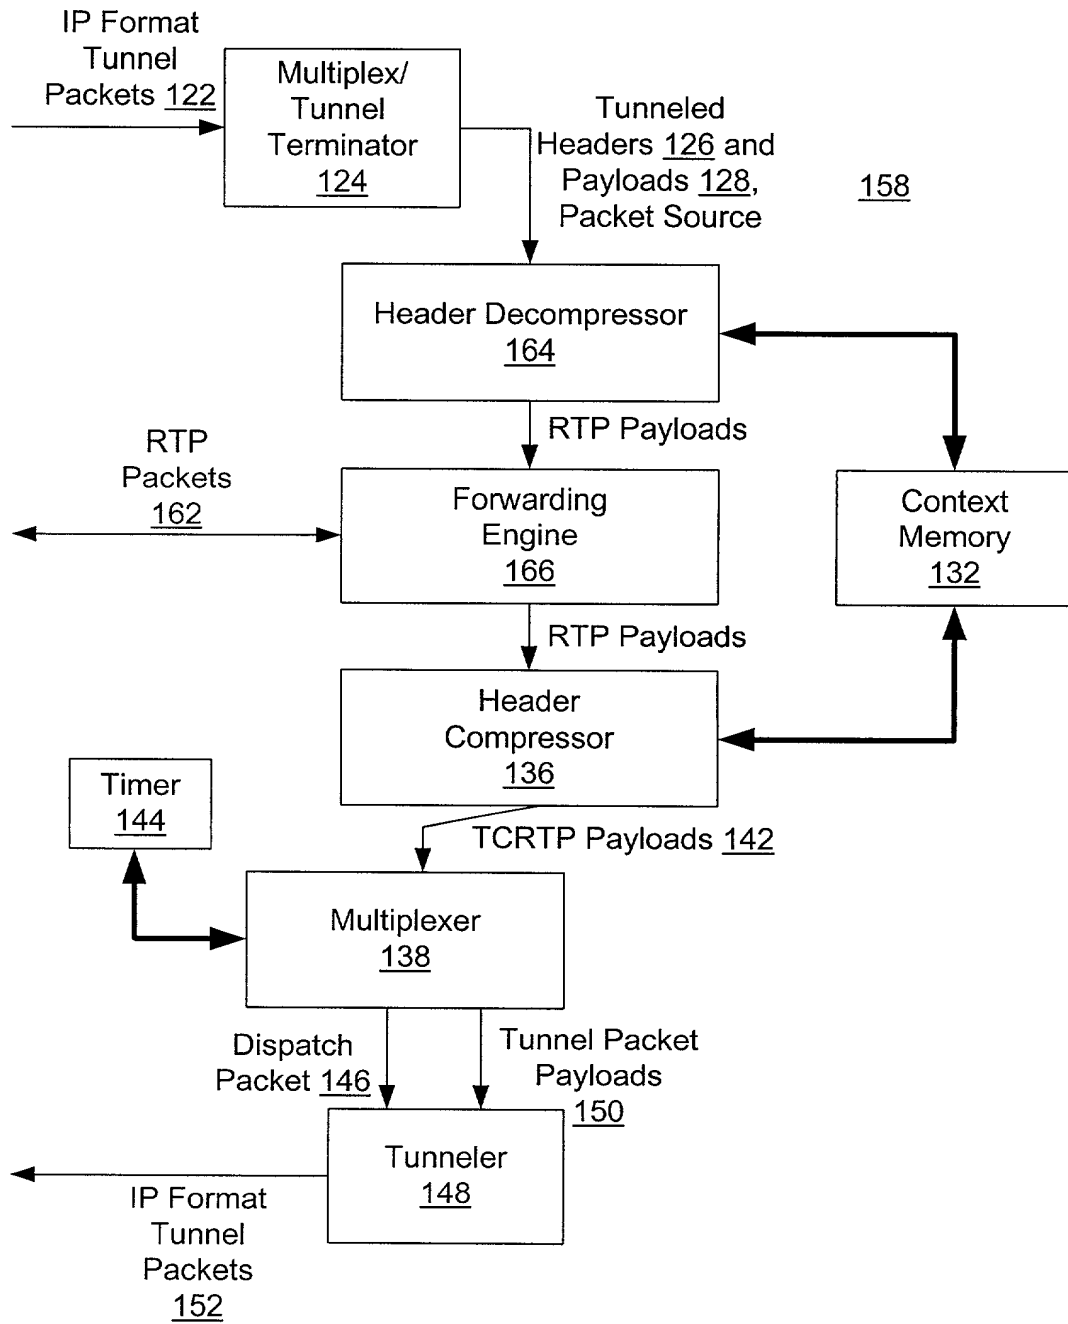 IP Format
Tunnel
Packets 122
Multiplex/
Tunnel
Terminator
124
Tunneled
Headers 126 and
Payloads 128,
Packet Source
158
Header Decompressor
164
RTP Payloads
RTP
Packets
162
Forwarding
Engine
166
Context
Memory
132
RTP Payloads
Header
Compressor
136
Timer
144
TCRTP Payloads 142
Multiplexer
138
Dispatch
Packet 146
Tunnel Packet
Payloads
150
Tunneler
148
IP Format
Tunnel
Packets
152